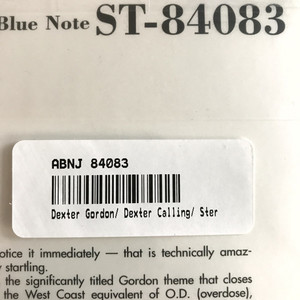 Blue Note ST-84083
ABNJ 84083
Dexter Gordon/ Dexter Calling/ Ster
otice it immediately — that is technically amaz-
y startling.
the significantly titled Gordon theme that closes
the West Coast equivalent of O.D. (overdose),